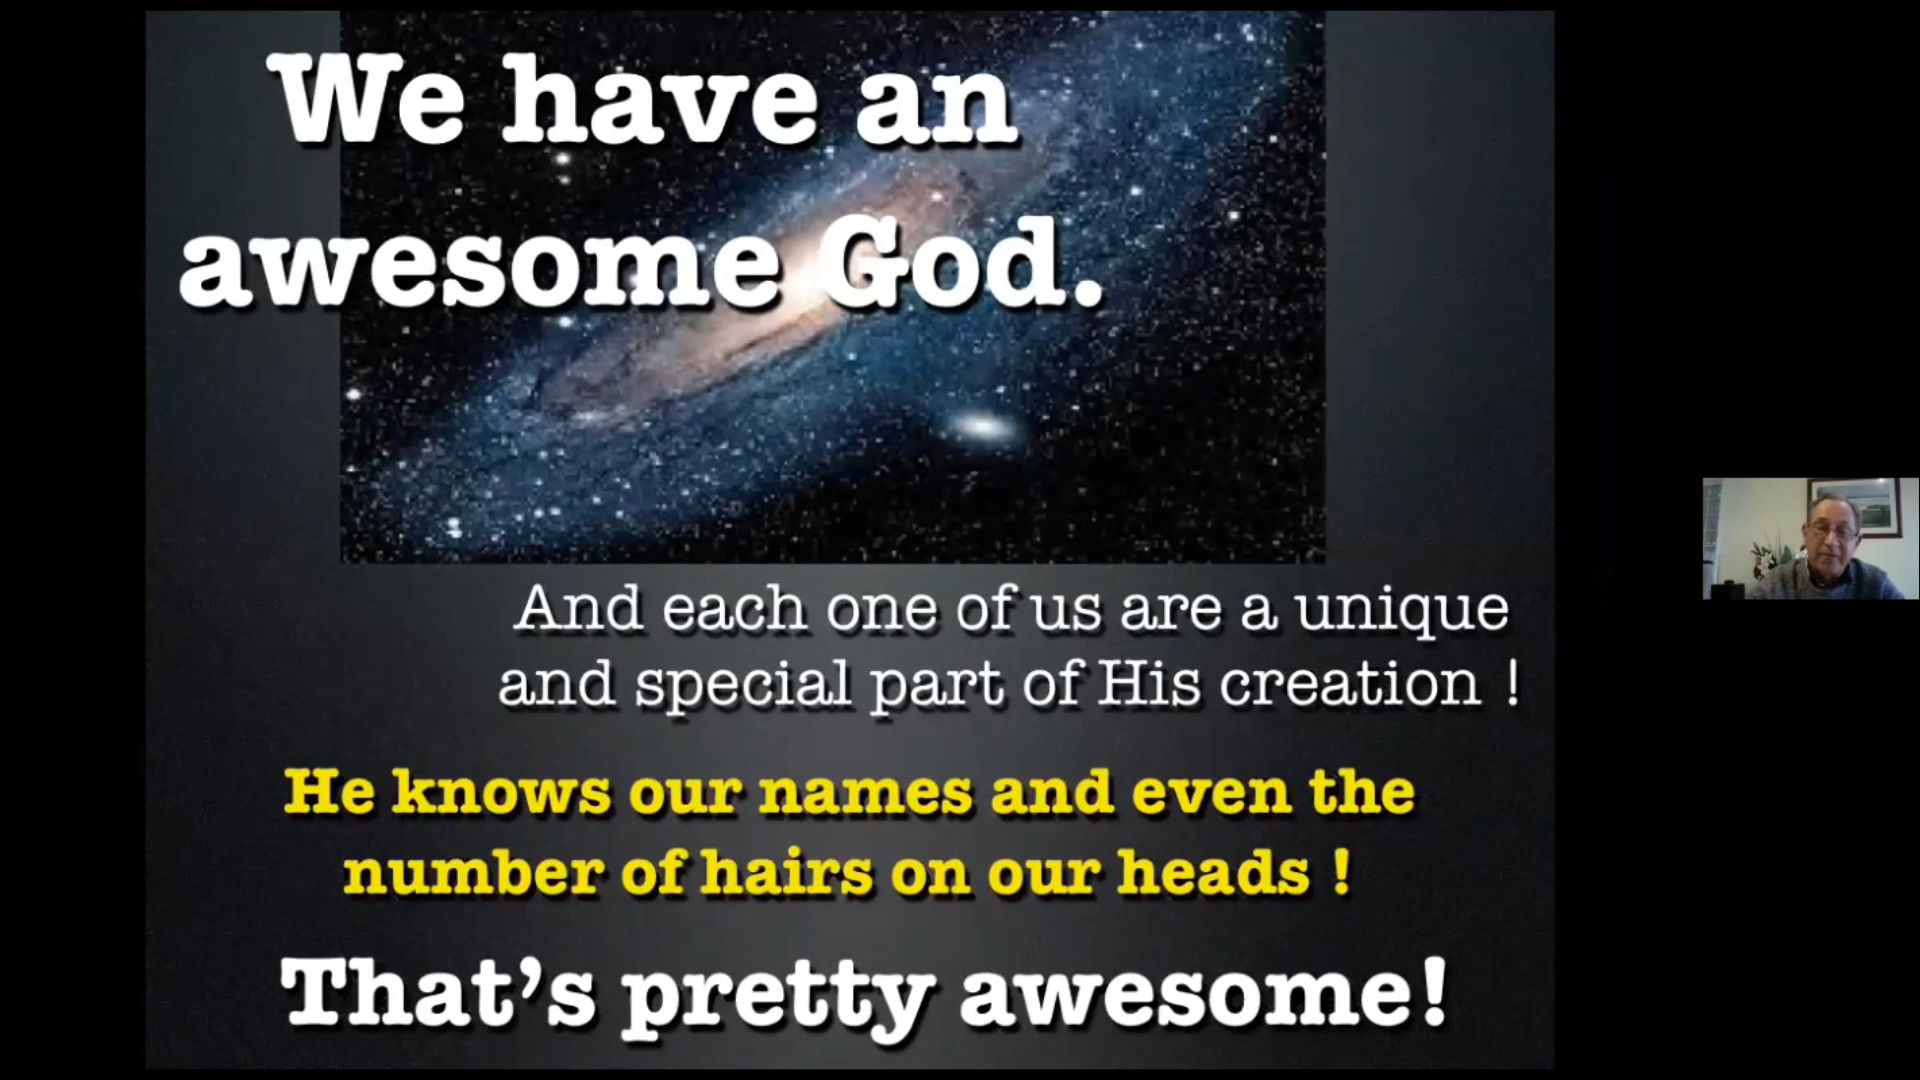 We have an
awesome God.
And each one of us are a unique
and special part of His creation !
He knows our names and even the
number of hairs on our heads !
That’s pretty awesome!